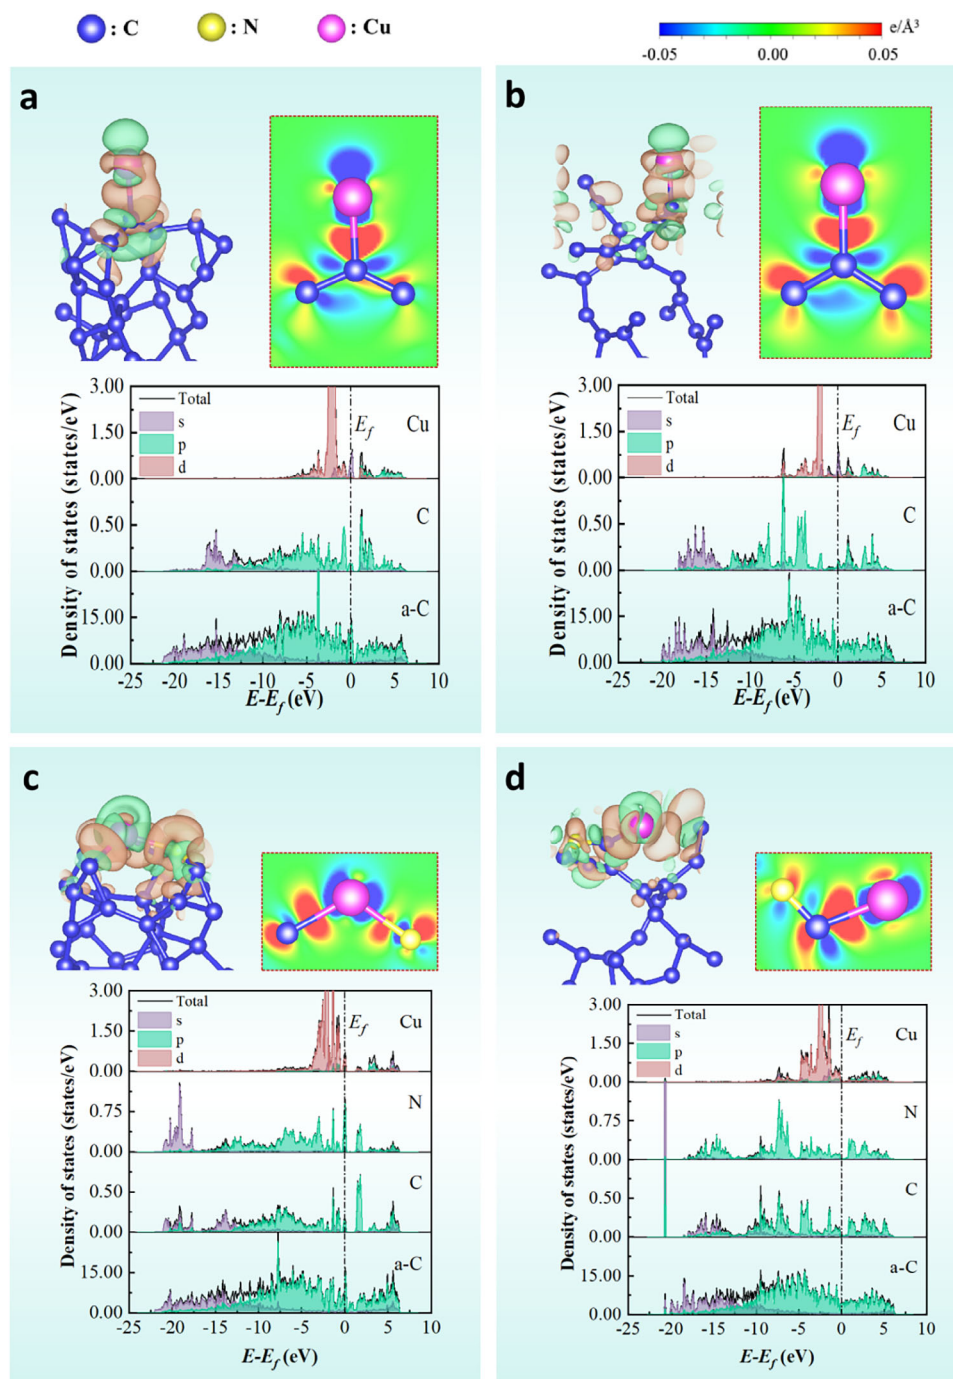 : C : N : Cu
e/Å³
-0.05 0.00 0.05
a
3.00
1.50
0.00
Total
s
p
d
E_f
Cu
0.50
0.00
C
15.00
0.00
a-C
Density of states (states/eV)
-25 -20 -15 -10 -5 0 5 10
E-E_f (eV)
b
3.00
1.50
0.00
Total
s
p
d
E_f
Cu
0.50
0.00
C
15.00
0.00
a-C
Density of states (states/eV)
-25 -20 -15 -10 -5 0 5 10
E-E_f (eV)
c
3.00
1.50
0.00
Total
s
p
d
E_f
Cu
0.75
0.00
N
0.50
0.00
C
15.00
0.00
a-C
Density of states (states/eV)
-25 -20 -15 -10 -5 0 5 10
E-E_f (eV)
d
3.00
1.50
0.00
Total
s
p
d
E_f
Cu
0.75
0.00
N
0.50
0.00
C
15.00
0.00
a-C
Density of states (states/eV)
-25 -20 -15 -10 -5 0 5 10
E-E_f (eV)